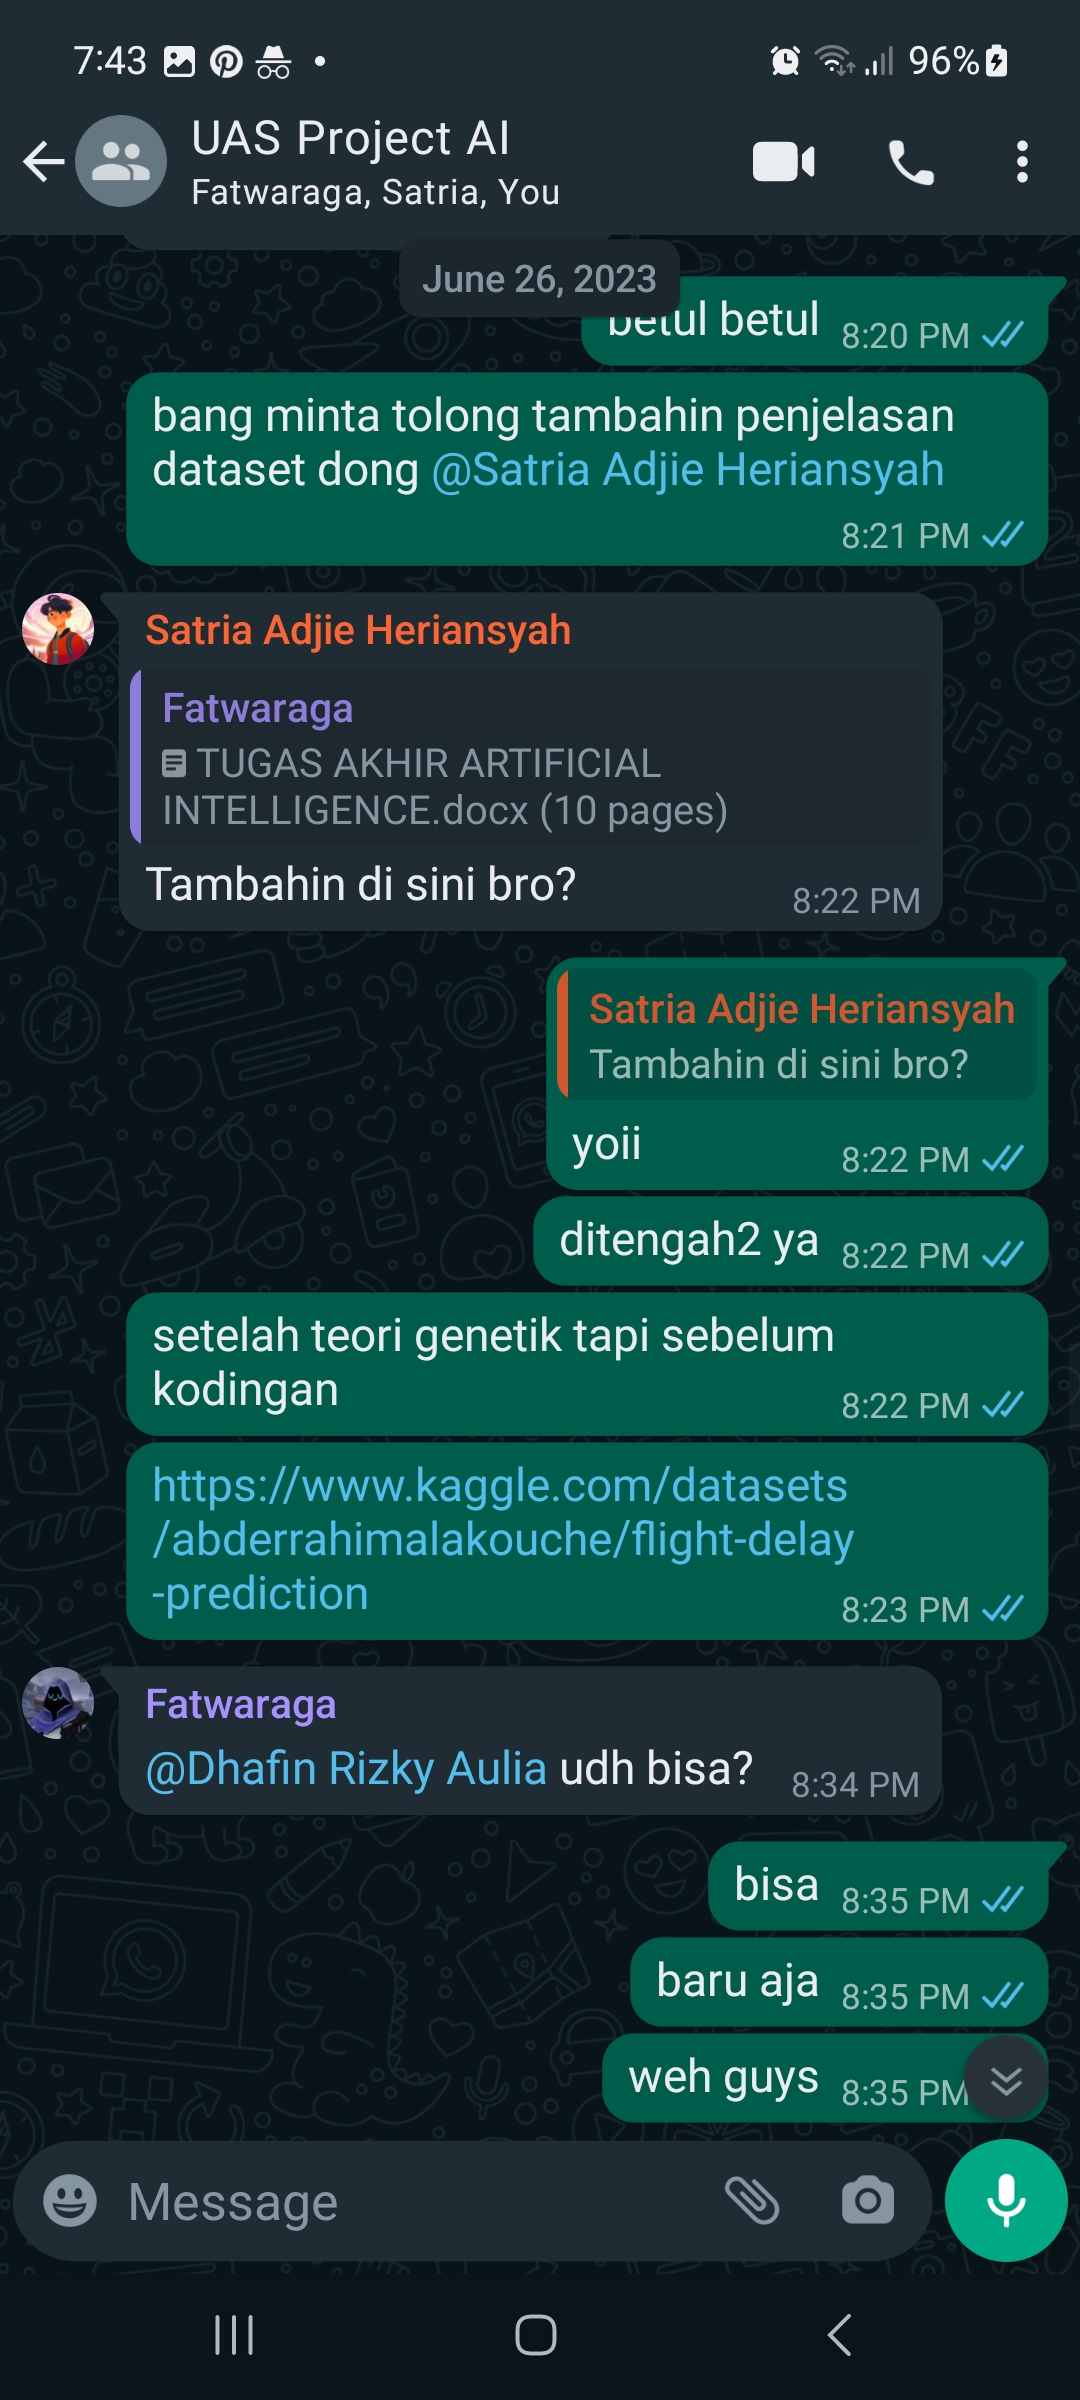 7:43
96%
UAS Project AI
Fatwaraga, Satria, You
June 26, 2023
betul betul 8:20 PM
bang minta tolong tambahin penjelasan
dataset dong @Satria Adjie Heriansyah
8:21 PM
Satria Adjie Heriansyah
Fatwaraga
TUGAS AKHIR ARTIFICIAL
INTELLIGENCE.docx (10 pages)
Tambahin di sini bro? 8:22 PM
Satria Adjie Heriansyah
Tambahin di sini bro?
yoii 8:22 PM
ditengah2 ya 8:22 PM
setelah teori genetik tapi sebelum
kodingan 8:22 PM
https://www.kaggle.com/datasets
/abderrahimalakouche/flight-delay
-prediction 8:23 PM
Fatwaraga
@Dhafin Rizky Aulia udh bisa? 8:34 PM
bisa 8:35 PM
baru aja 8:35 PM
weh guys 8:35 PM
Message